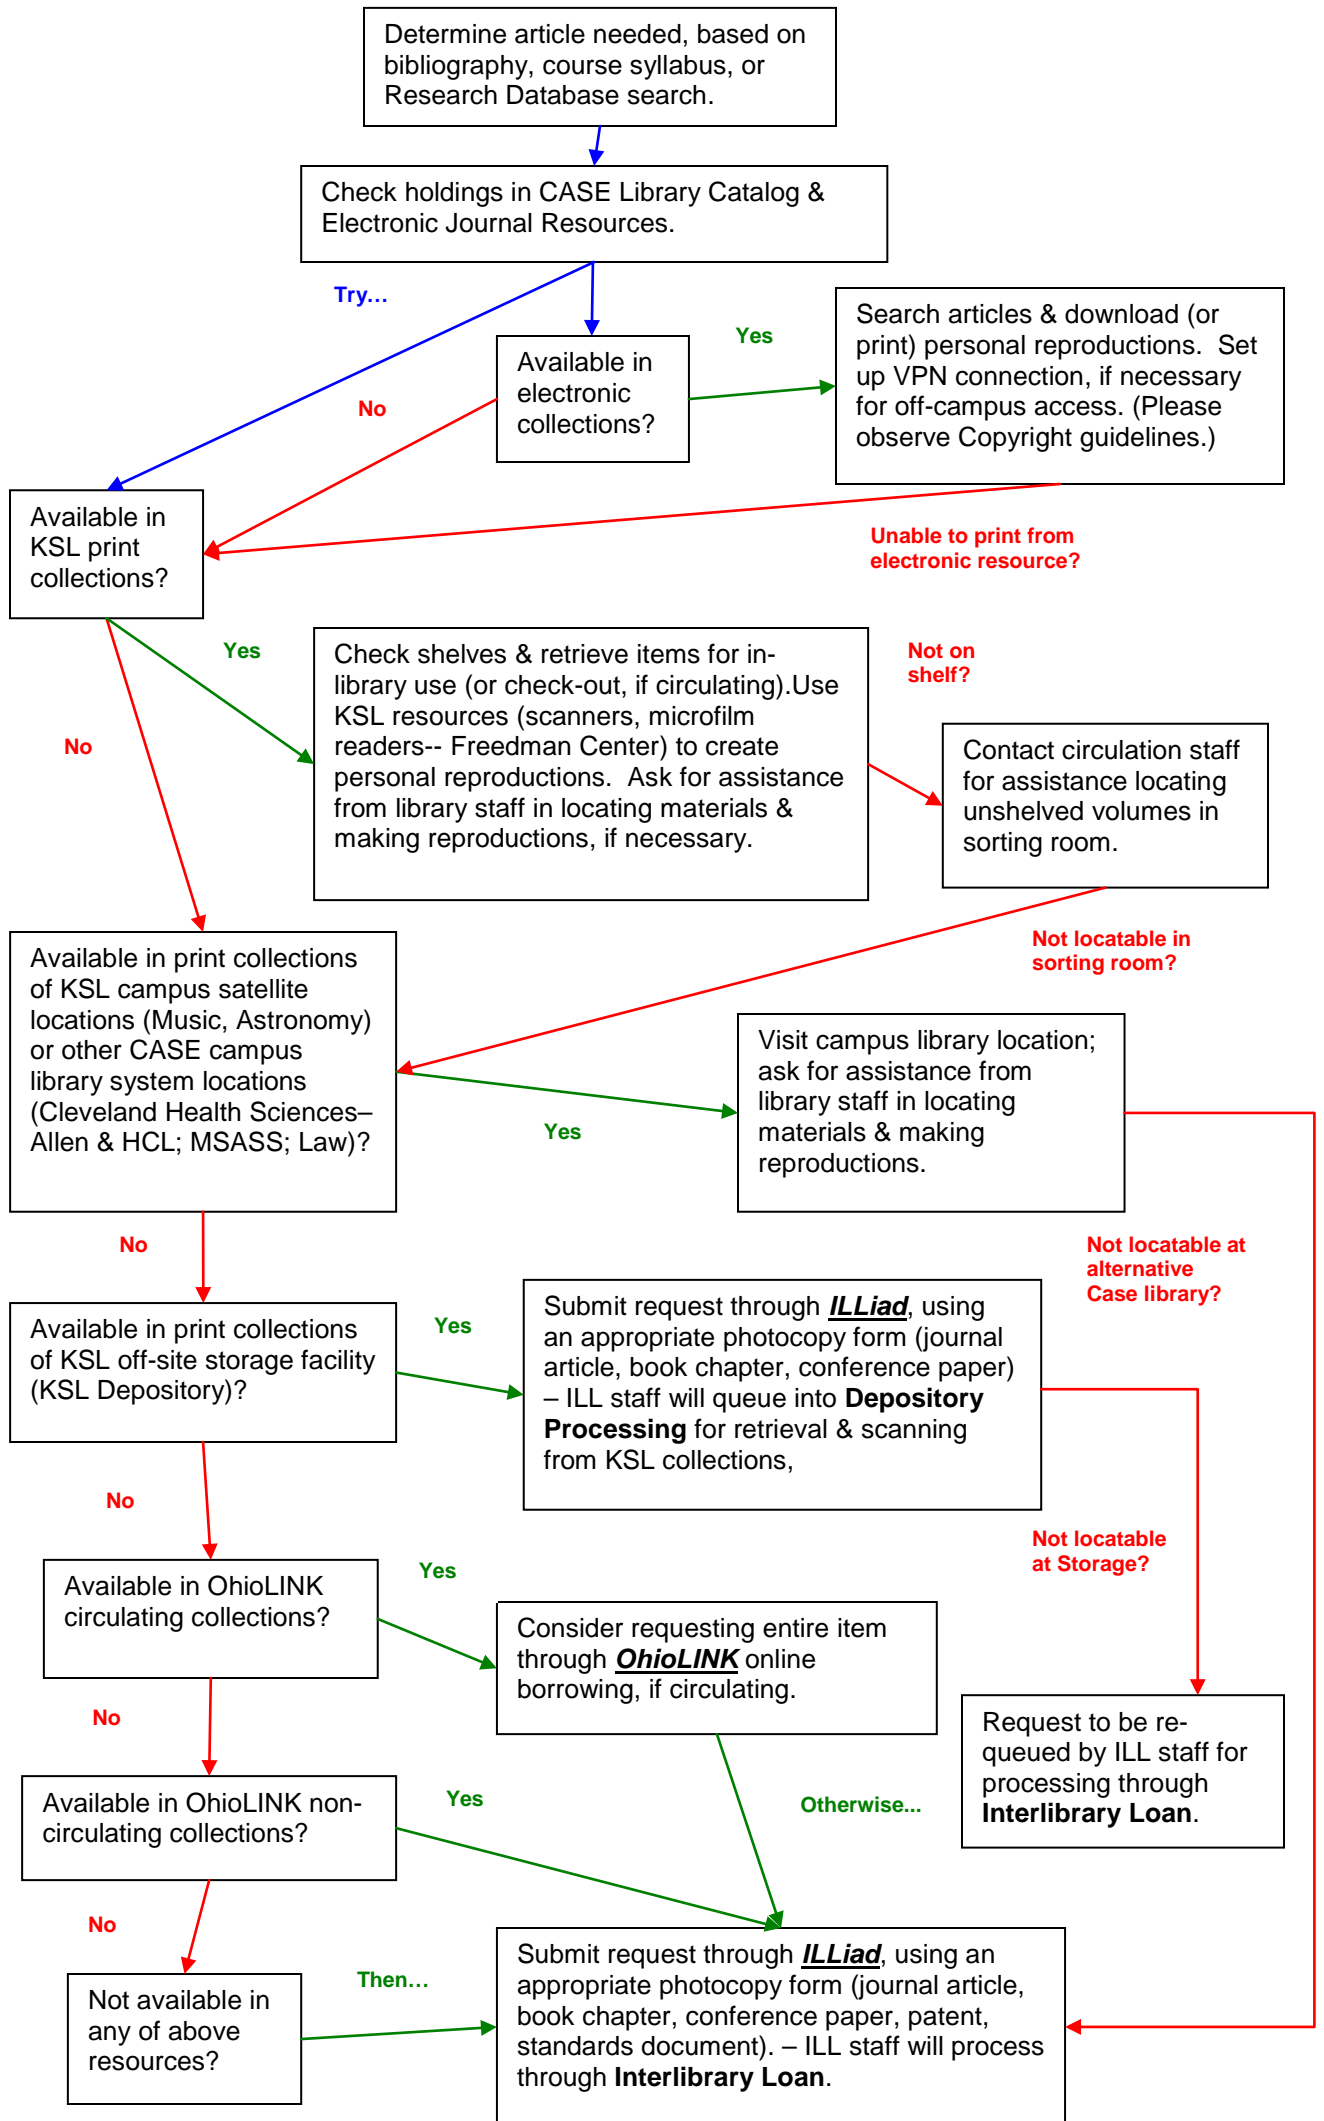 Determine article needed, based on
bibliography, course syllabus, or
Research Database search.
Check holdings in CASE Library Catalog &
Electronic Journal Resources.
Try…
Available in
electronic
collections?
Yes
Search articles & download (or
print) personal reproductions.  Set
up VPN connection, if necessary
for off-campus access. (Please
observe Copyright guidelines.)
No
Available in
KSL print
collections?
Unable to print from
electronic resource?
Yes
Check shelves & retrieve items for in-
library use (or check-out, if circulating).Use
KSL resources (scanners, microfilm
readers-- Freedman Center) to create
personal reproductions.  Ask for assistance
from library staff in locating materials &
making reproductions, if necessary.
Not on
shelf?
No
Contact circulation staff
for assistance locating
unshelved volumes in
sorting room.
Not locatable in
sorting room?
Available in print collections
of KSL campus satellite
locations (Music, Astronomy)
or other CASE campus
library system locations
(Cleveland Health Sciences–
Allen & HCL; MSASS; Law)?
Yes
Visit campus library location;
ask for assistance from
library staff in locating
materials & making
reproductions.
No
Not locatable at
alternative
Case library?
Available in print collections
of KSL off-site storage facility
(KSL Depository)?
Yes
Submit request through ILLiad, using
an appropriate photocopy form (journal
article, book chapter, conference paper)
– ILL staff will queue into Depository
Processing for retrieval & scanning
from KSL collections,
No
Not locatable
at Storage?
Available in OhioLINK
circulating collections?
Yes
Consider requesting entire item
through OhioLINK online
borrowing, if circulating.
Request to be re-
queued by ILL staff for
processing through
Interlibrary Loan.
No
Available in OhioLINK non-
circulating collections?
Yes
Otherwise...
No
Not available in
any of above
resources?
Then…
Submit request through ILLiad, using an
appropriate photocopy form (journal article,
book chapter, conference paper, patent,
standards document). – ILL staff will process
through Interlibrary Loan.